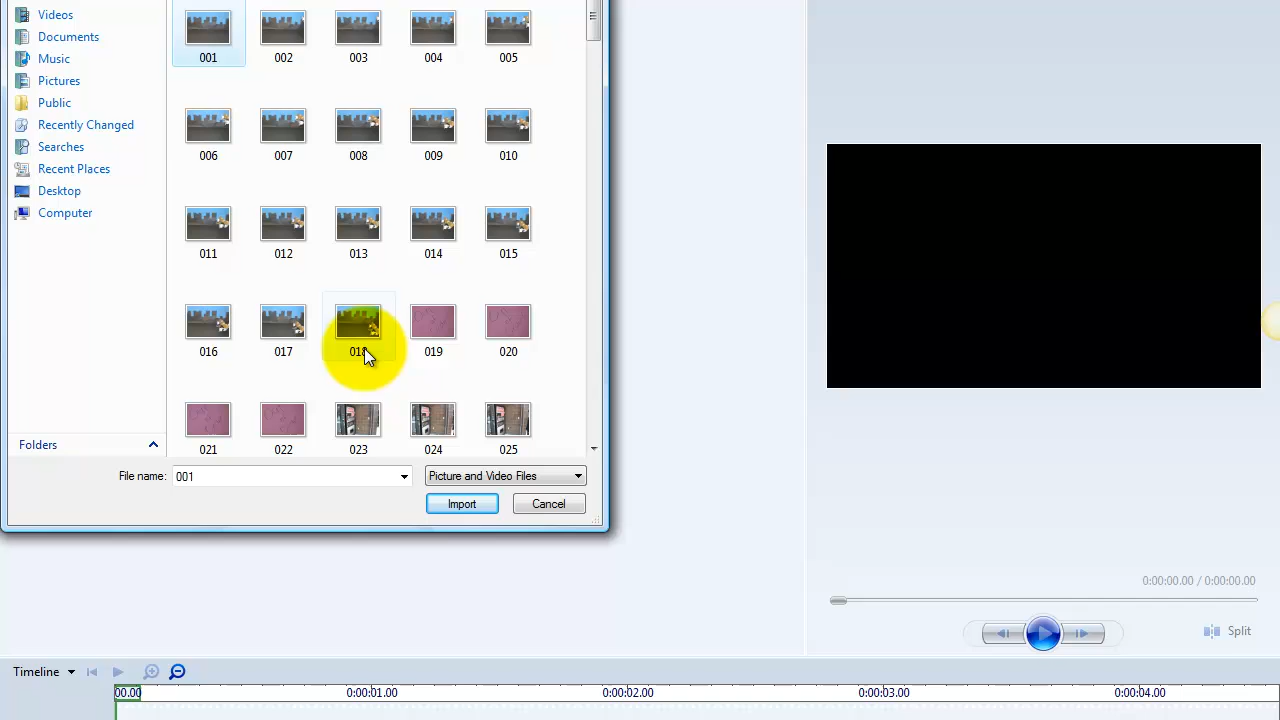 Videos
Documents
Music
Pictures
Public
Recently Changed
Searches
Recent Places
Desktop
Computer
Folders
001 002 003 004 005
006 007 008 009 010
011 012 013 014 015
016 017 018 019 020
021 022 023 024 025
File name: 001 Picture and Video Files
Import Cancel
0:00:00.00 / 0:00:00.00
Split
Timeline
00.00 0:00:01.00 0:00:02.00 0:00:03.00 0:00:04.00